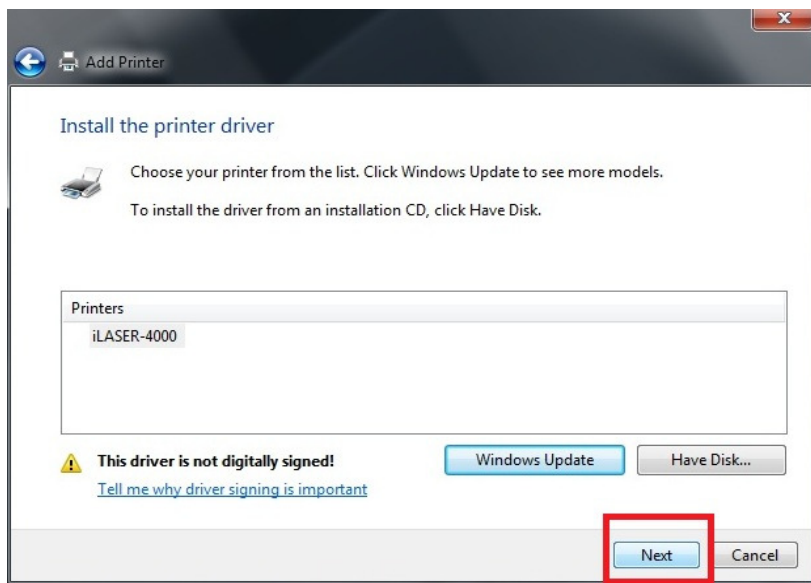 Add Printer
Install the printer driver
Choose your printer from the list. Click Windows Update to see more models.
To install the driver from an installation CD, click Have Disk.
Printers
iLASER-4000
This driver is not digitally signed!
Windows Update
Have Disk...
Tell me why driver signing is important
Next
Cancel